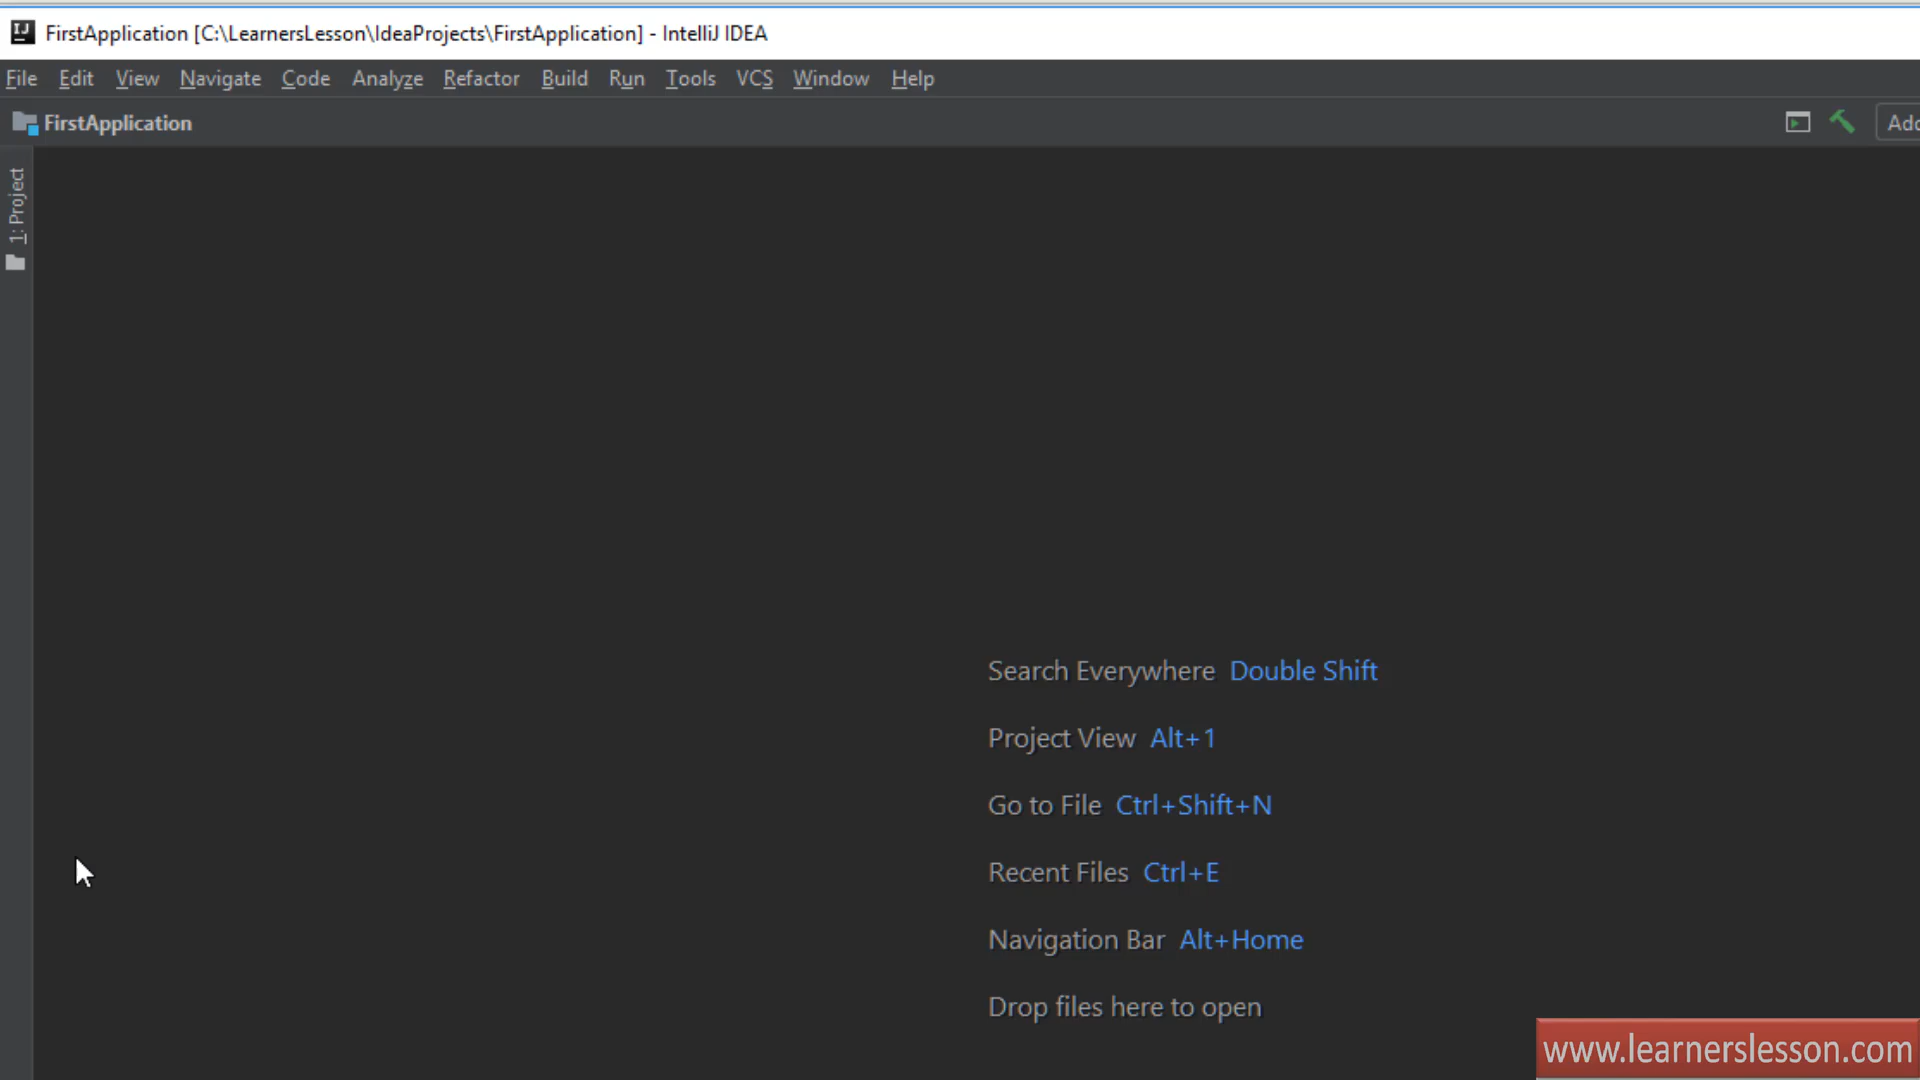 IJ
FirstApplication [C:\LearnersLesson\IdeaProjects\FirstApplication] - IntelliJ IDEA
File Edit View Navigate Code Analyze Refactor Build Run Tools VCS Window Help
FirstApplication
Add
1: Project
Search Everywhere Double Shift
Project View Alt+1
Go to File Ctrl+Shift+N
Recent Files Ctrl+E
Navigation Bar Alt+Home
Drop files here to open
www.learnerslesson.com